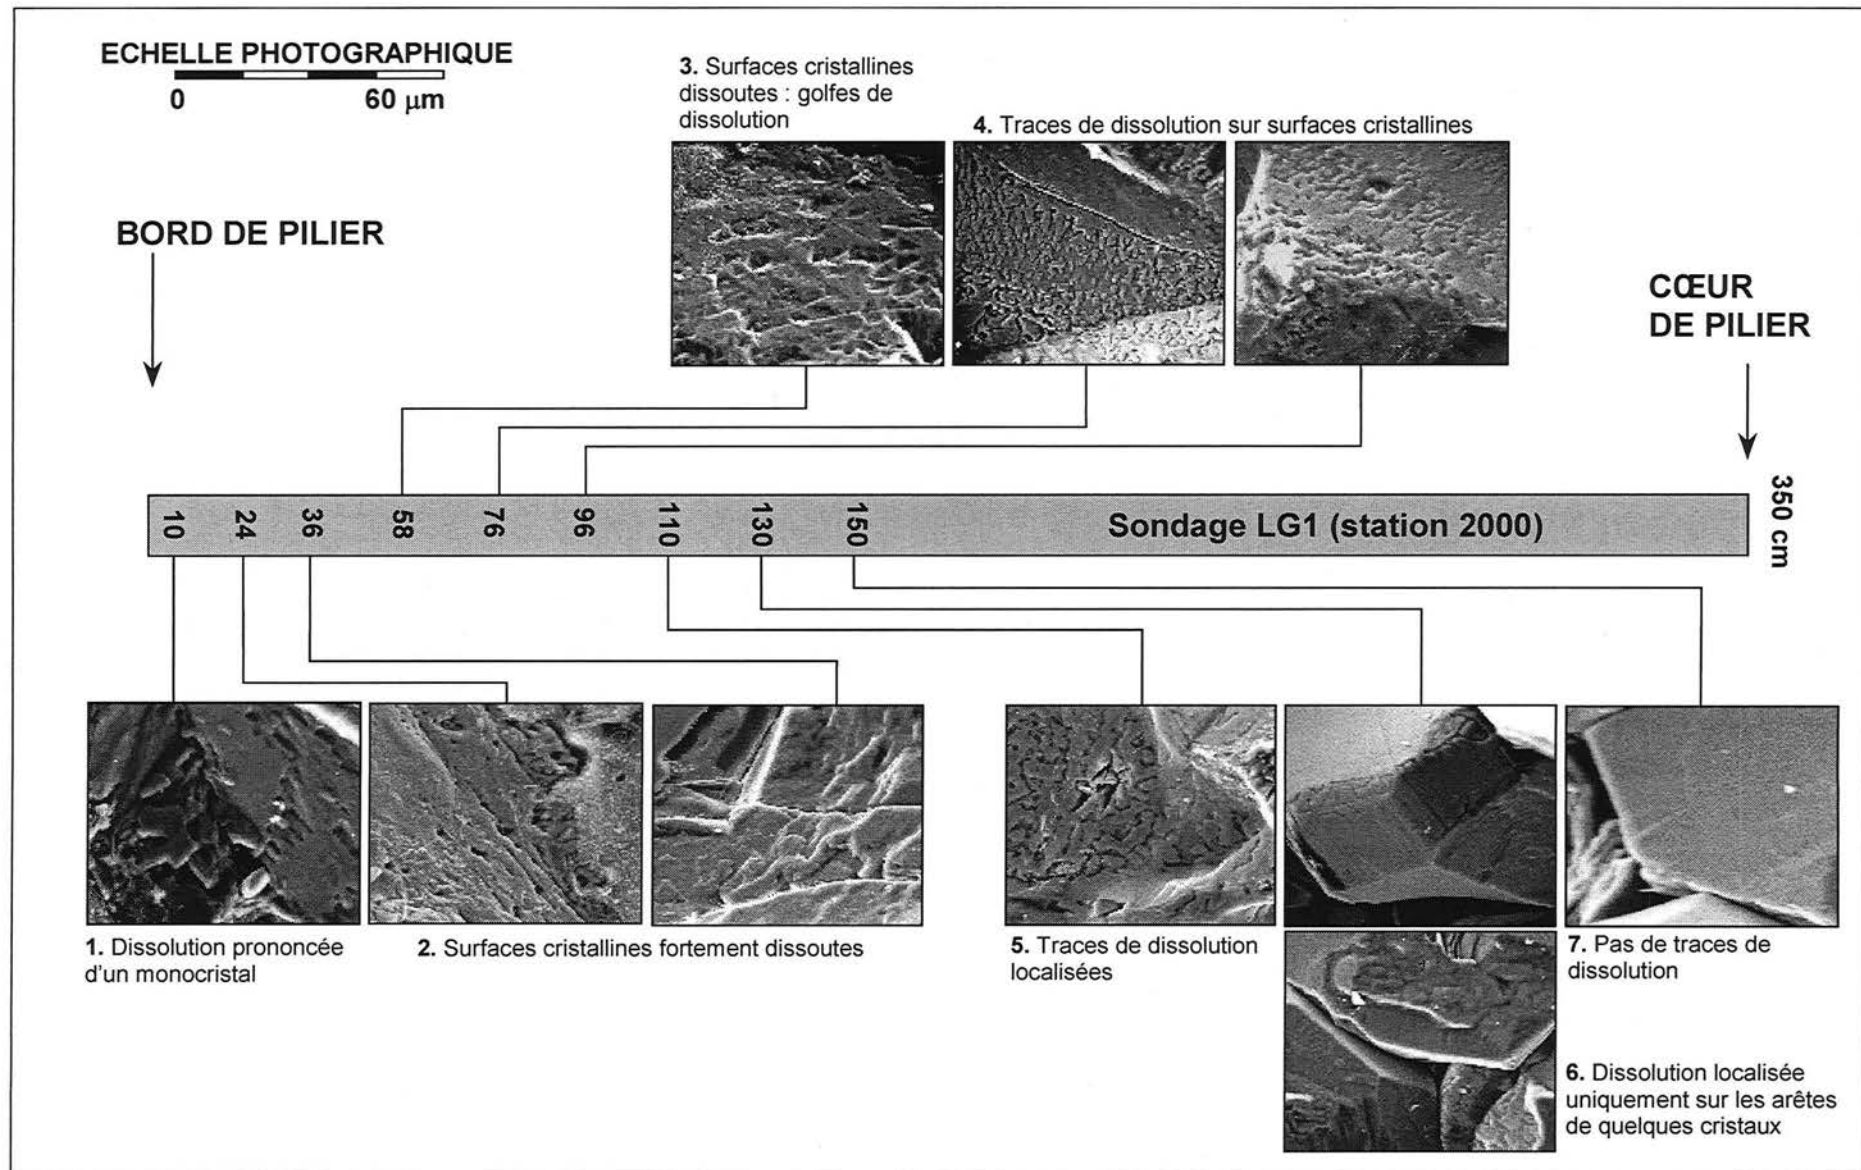 ECHELLE PHOTOGRAPHIQUE
0 60 µm
3. Surfaces cristallines
dissoutes : golfes de
dissolution
4. Traces de dissolution sur surfaces cristallines
BORD DE PILIER
CŒUR
DE PILIER
10 24 36 58 76 96 110 130 150
Sondage LG1 (station 2000)
350 cm
1. Dissolution prononcée
d'un monocristal
2. Surfaces cristallines fortement dissoutes
5. Traces de dissolution
localisées
7. Pas de traces de
dissolution
6. Dissolution localisée
uniquement sur les arêtes
de quelques cristaux